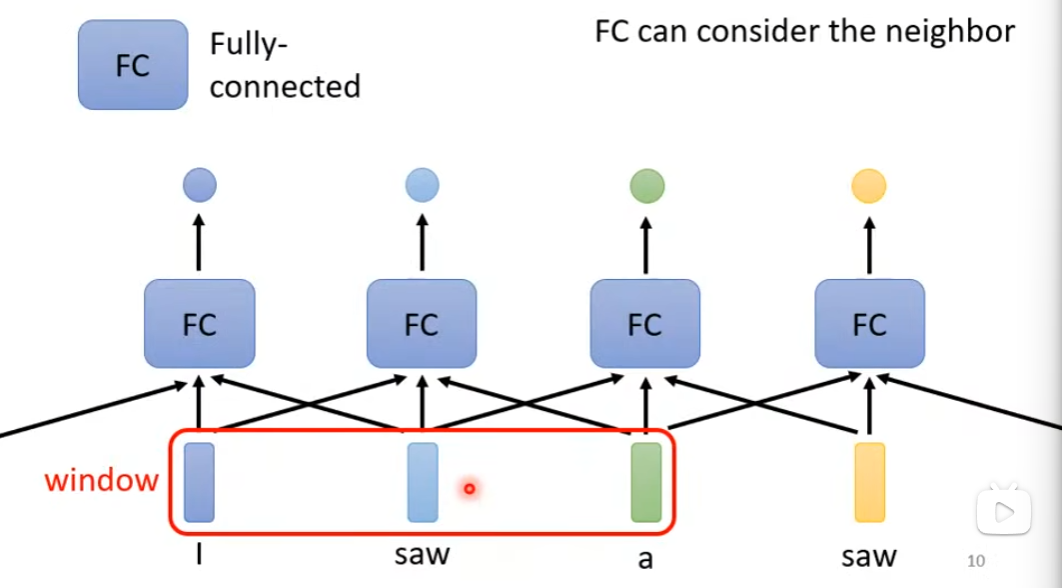 FC
Fully-
connected
FC can consider the neighbor
FC FC FC FC
window
I saw a saw
10